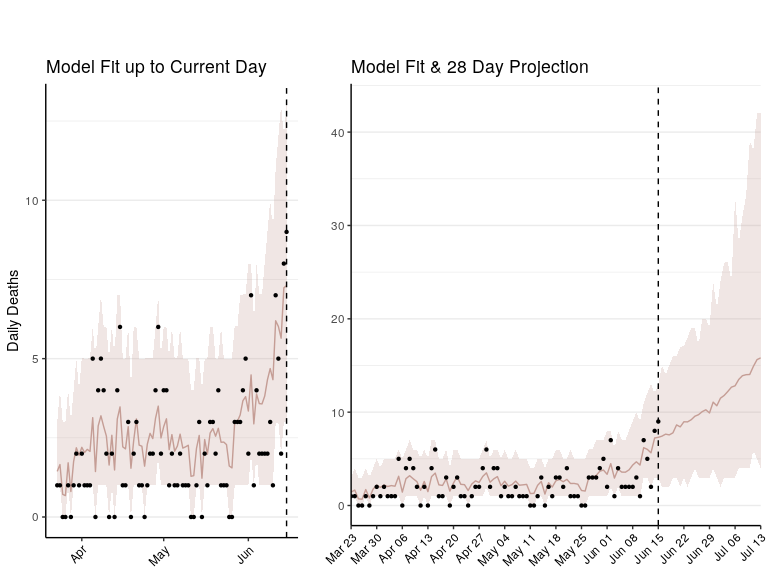 Model Fit up to Current Day
Model Fit & 28 Day Projection
Daily Deaths
10
5
0
Apr
May
Jun
40
30
20
10
0
Mar 23
Mar 30
Apr 06
Apr 13
Apr 20
Apr 27
May 04
May 11
May 18
May 25
Jun 01
Jun 08
Jun 15
Jun 22
Jun 29
Jul 06
Jul 13